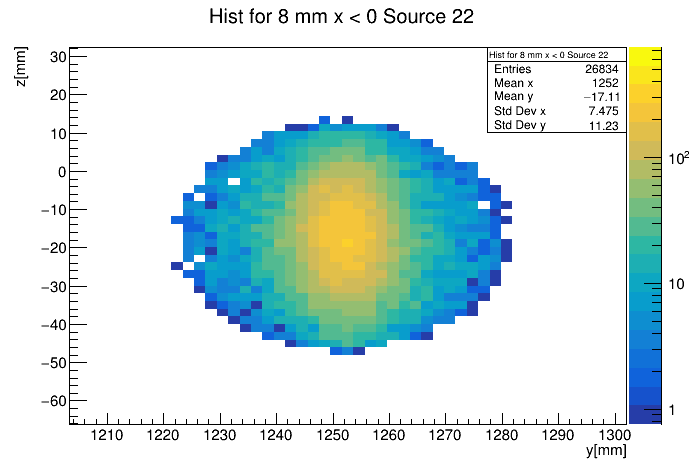 Hist for 8 mm x < 0 Source 22
z[mm]
30
20
10
0
−10
−20
−30
−40
−50
−60
Hist for 8 mm x < 0 Source 22
Entries 26834
Mean x 1252
Mean y −17.11
Std Dev x 7.475
Std Dev y 11.23
10²
10
1
1210 1220 1230 1240 1250 1260 1270 1280 1290 1300
y[mm]